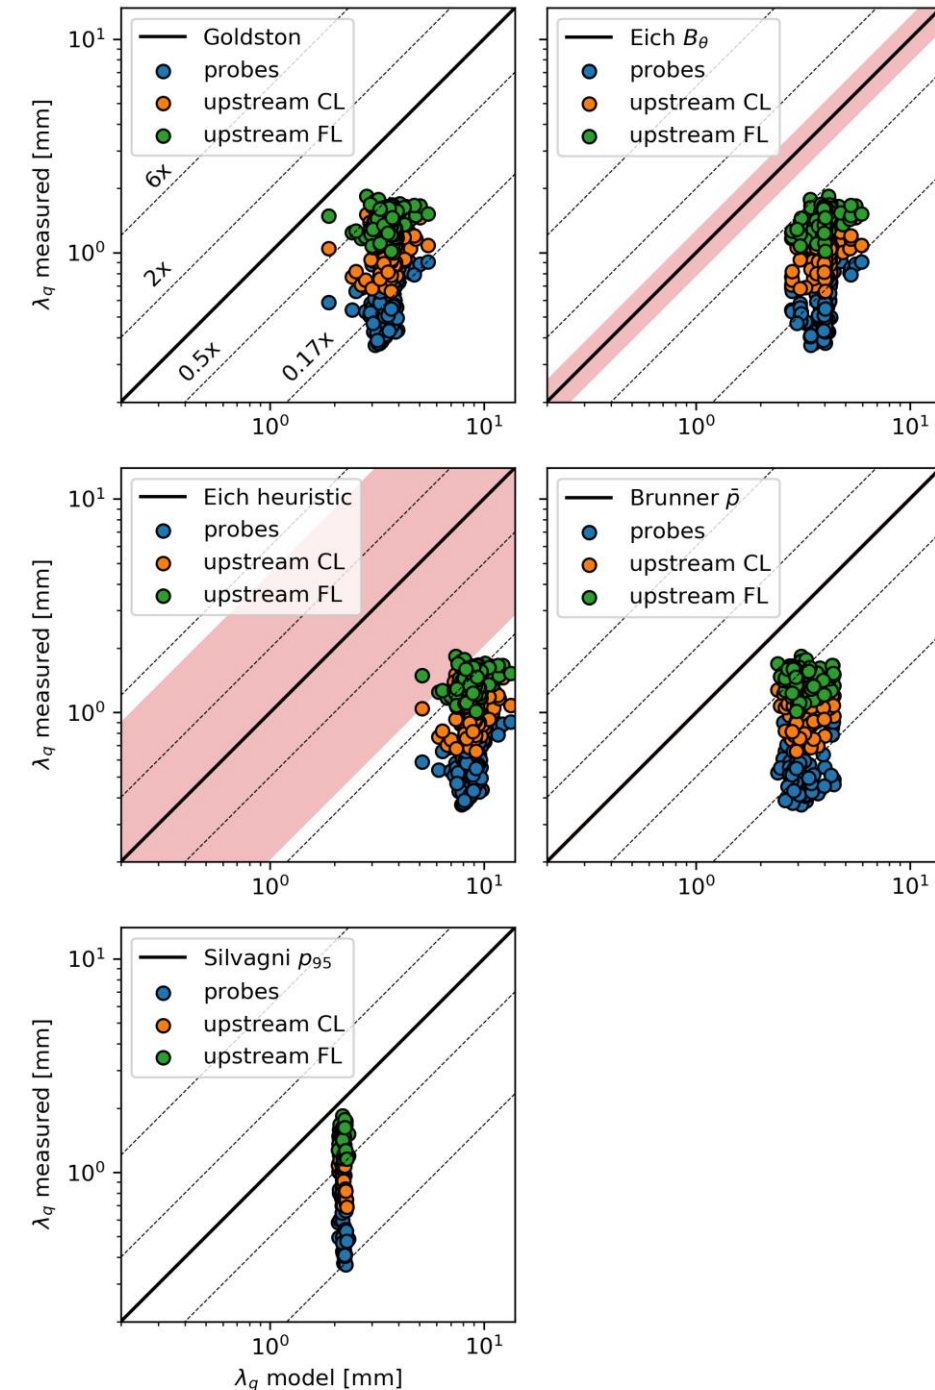 Goldston
probes
upstream CL
upstream FL
6x
2x
0.5x
0.17x
10¹
10⁰
λq measured [mm]
10⁰ 10¹
Eich Bθ
probes
upstream CL
upstream FL
10⁰ 10¹
Eich heuristic
probes
upstream CL
upstream FL
10¹
10⁰
λq measured [mm]
10⁰ 10¹
Brunner p̄
probes
upstream CL
upstream FL
10⁰ 10¹
Silvagni p₉₅
probes
upstream CL
upstream FL
10¹
10⁰
λq measured [mm]
10⁰ 10¹
λq model [mm]